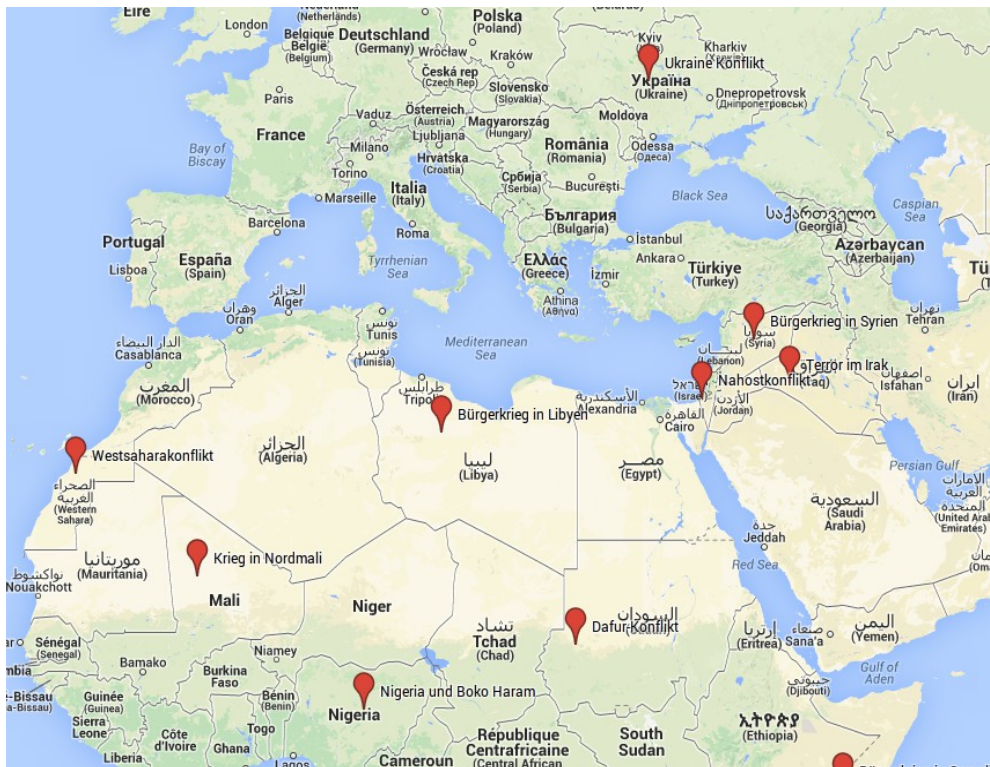 Éire
London
(Netherlands)
Belgique
België
(Belgium)
Deutschland
(Germany)
Polska
(Poland)
Wrocław
Kraków
Kyiv
Kharkiv
Ukraine Konflikt
Україна
(Ukraine)
Dnepropetrovsk
(Дніпропетровськ)
Česká rep
(Czech Rep)
Slovensko
(Slovakia)
Paris
Vaduz
Österreich
(Austria)
Magyarország
(Hungary)
Moldova
France
Ljubljana
Odessa
(Одеса)
Bay of
Biscay
Milano
Torino
Hrvatska
(Croatia)
România
(Romania)
Србија
(Serbia)
București
Marseille
Italia
(Italy)
Black Sea
Caspian
Sea
Barcelona
Roma
България
(Bulgaria)
საქართველო
(Georgia)
Portugal
España
(Spain)
Lisboa
Tyrrhenian
Sea
İstanbul
Ankara
Azərbaycan
(Azerbaijan)
Ελλάς
(Greece)
İzmir
Türkiye
(Turkey)
Athina
(Αθήνα)
الجزائر
Alger
وهران
Oran
تونس
Tunis
تونس
(Tunisia)
Mediterranean
Sea
تهران
Tehran
Bürgerkrieg in Syrien
سوريا
(Syria)
الدار البيضاء
Casablanca
لبنان
(Lebanon)
Terror im Irak
Nahostkonflikt
(Israel)
اصفهان
Isfahan
ایران
(Iran)
المغرب
(Morocco)
طرابلس
Tripoli
الأردن
(Jordan)
الأسكندرية
Alexandria
القاهرة
Cairo
Bürgerkrieg in Libyen
الجزائر
(Algeria)
ليبيا
(Libya)
مصر
(Egypt)
Westsaharakonflikt
الصحراء
الغربية
(Western
Sahara)
Persian Gulf
الامارات
العربية
المتحدة
(United Arab
Emirates)
السعودية
(Saudi
Arabia)
جدة
Jeddah
Red Sea
موريتانيا
(Mauritania)
نواكشوط
Nouakchott
Krieg in Nordmali
Mali
Niger
تشاد
Tchad
(Chad)
السودان
Dafur-Konflikt
إرتريا
(Eritrea)
صنعاء
Sana'a
اليمن
(Yemen)
Sénégal
(Senegal)
Bamako
Burkina
Faso
Niamey
Gulf of
Aden
جيبوتي
(Djibouti)
Guinée
(Guinea)
Bénin
(Benin)
Nigeria und Boko Haram
Nigeria
Sierra
Leone
Côte
d'Ivoire
Togo
Ghana
Liberia
Lagos
Cameroun
République
Centrafricaine
(Central African
South
Sudan
ኢትዮጵያ
(Ethiopia)